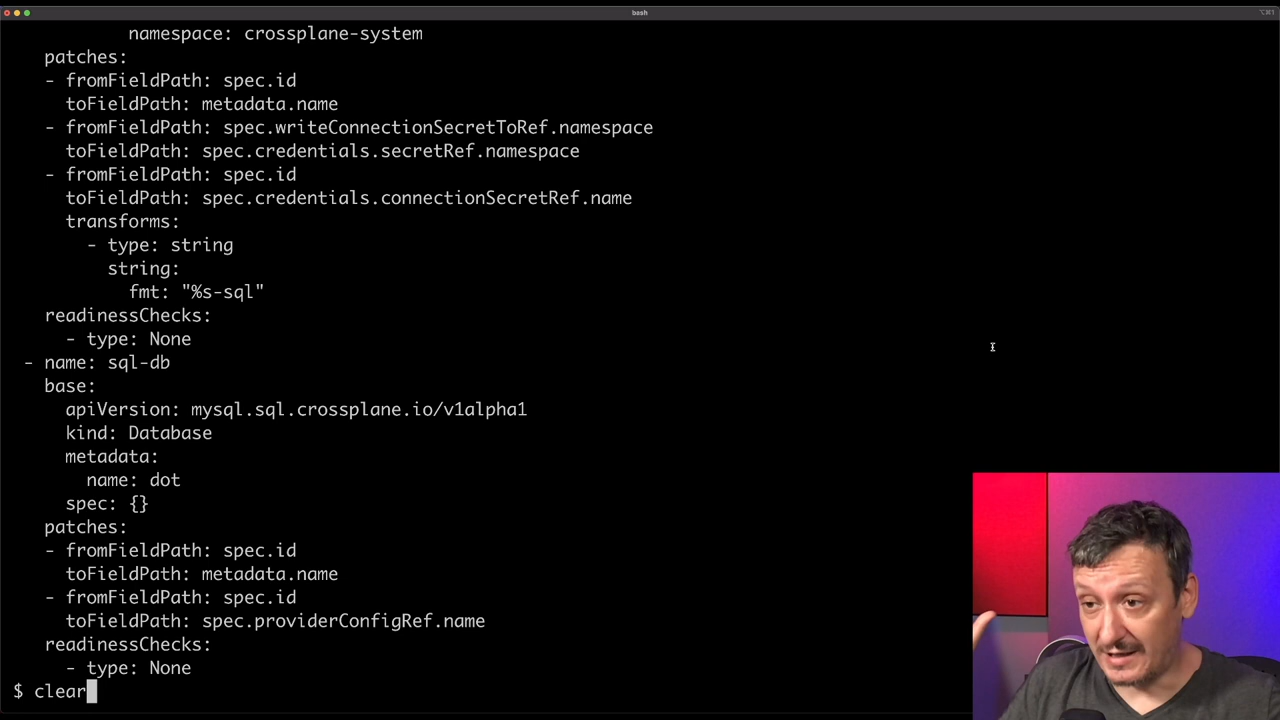 bash
⌥⌘1
namespace: crossplane-system
patches:
- fromFieldPath: spec.id
toFieldPath: metadata.name
- fromFieldPath: spec.writeConnectionSecretToRef.namespace
toFieldPath: spec.credentials.secretRef.namespace
- fromFieldPath: spec.id
toFieldPath: spec.credentials.connectionSecretRef.name
transforms:
- type: string
string:
fmt: "%s-sql"
readinessChecks:
- type: None
- name: sql-db
base:
apiVersion: mysql.sql.crossplane.io/v1alpha1
kind: Database
metadata:
name: dot
spec: {}
patches:
- fromFieldPath: spec.id
toFieldPath: metadata.name
- fromFieldPath: spec.id
toFieldPath: spec.providerConfigRef.name
readinessChecks:
- type: None
$ clear